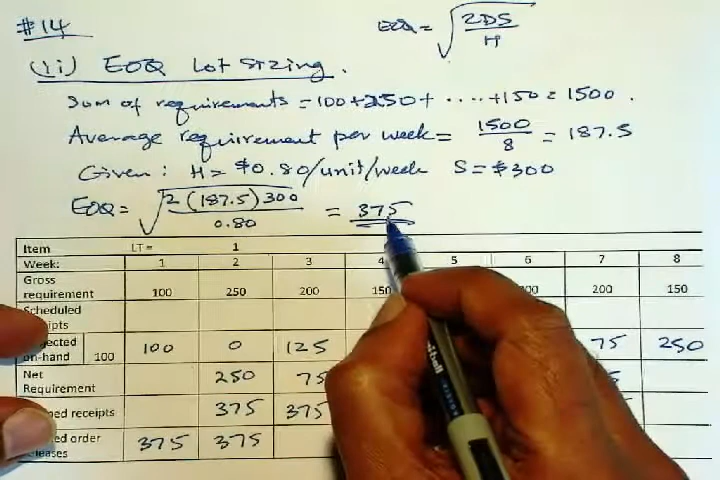 #14
EOQ = √2DS / H
(ii) EOQ Lot Sizing.
Sum of requirements = 100+250+ ....+150 = 1500.
Average requirement per week = 1500 / 8 = 187.5
Given: H = $0.80/unit/week S = $300
EOQ = √2 (187.5) 300 / 0.80 = 375
Item LT = 1
Week: 1 2 3 4 5 7 8
Gross requirement 100 250 200 150 200 150
Scheduled
on-hand 100 100 0 125 75 250
Net Requirement 250 75
receipts 375 375
order 375 375